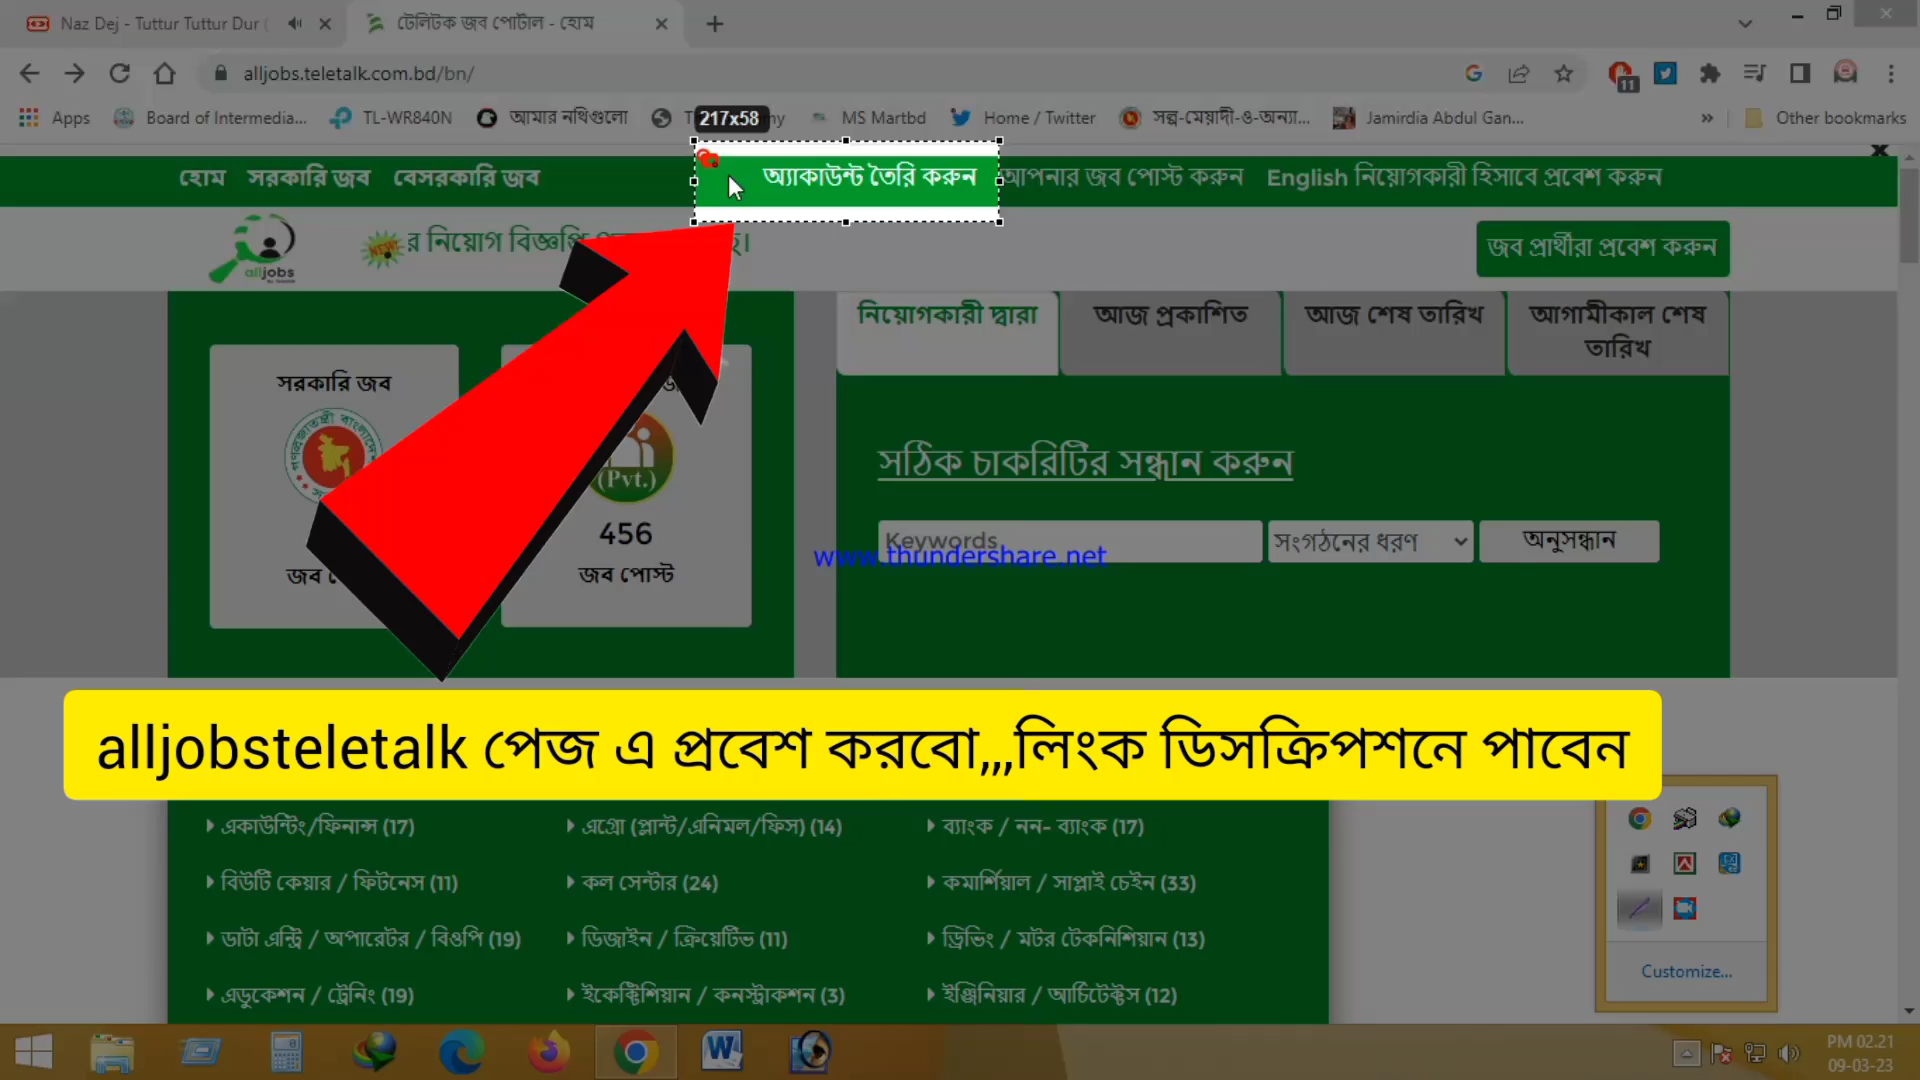 Naz Dej - Tuttur Tuttur Dur (
টেলিটক জব পোর্টাল - হোম
alljobs.teletalk.com.bd/bn/
11
Apps
Board of Intermedia...
TL-WR840N
আমার নথিগুলো
217x58
MS Martbd
Home / Twitter
সল্প-মেয়াদী-ও-অন্যা...
Jamirdia Abdul Gan...
»
Other bookmarks
হোম
সরকারি জব
বেসরকারি জব
অ্যাকাউন্ট তৈরি করুন
আপনার জব পোস্ট করুন
English
নিয়োগকারী হিসাবে প্রবেশ করুন
alljobs
NEW
র নিয়োগ বিজ্ঞপ্তি
জব প্রার্থীরা প্রবেশ করুন
নিয়োগকারী দ্বারা
আজ প্রকাশিত
আজ শেষ তারিখ
আগামীকাল শেষ
তারিখ
সরকারি জব
(Pvt.)
456
জব পোস্ট
জব
সঠিক চাকরিটির সন্ধান করুন
Keywords
সংগঠনের ধরণ
অনুসন্ধান
www.thundershare.net
alljobsteletalk পেজ এ প্রবেশ করবো,,,লিংক ডিসক্রিপশনে পাবেন
একাউন্টিং/ফিনান্স (17)
এগ্রো (প্লান্ট/এনিমল/ফিস) (14)
ব্যাংক / নন- ব্যাংক (17)
বিউটি কেয়ার / ফিটনেস (11)
কল সেন্টার (24)
কমার্শিয়াল / সাপ্লাই চেইন (33)
ডাটা এন্ট্রি / অপারেটর / বিওপি (19)
ডিজাইন / ক্রিয়েটিভ (11)
ড্রিভিং / মটর টেকনিশিয়ান (13)
এডুকেশন / ট্রেনিং (19)
ইকেক্ট্রিশিয়ান / কনস্ট্রাকশন (3)
ইঞ্জিনিয়ার / আর্চিটেক্টস (12)
Customize...
PM 02.21
09-03-23